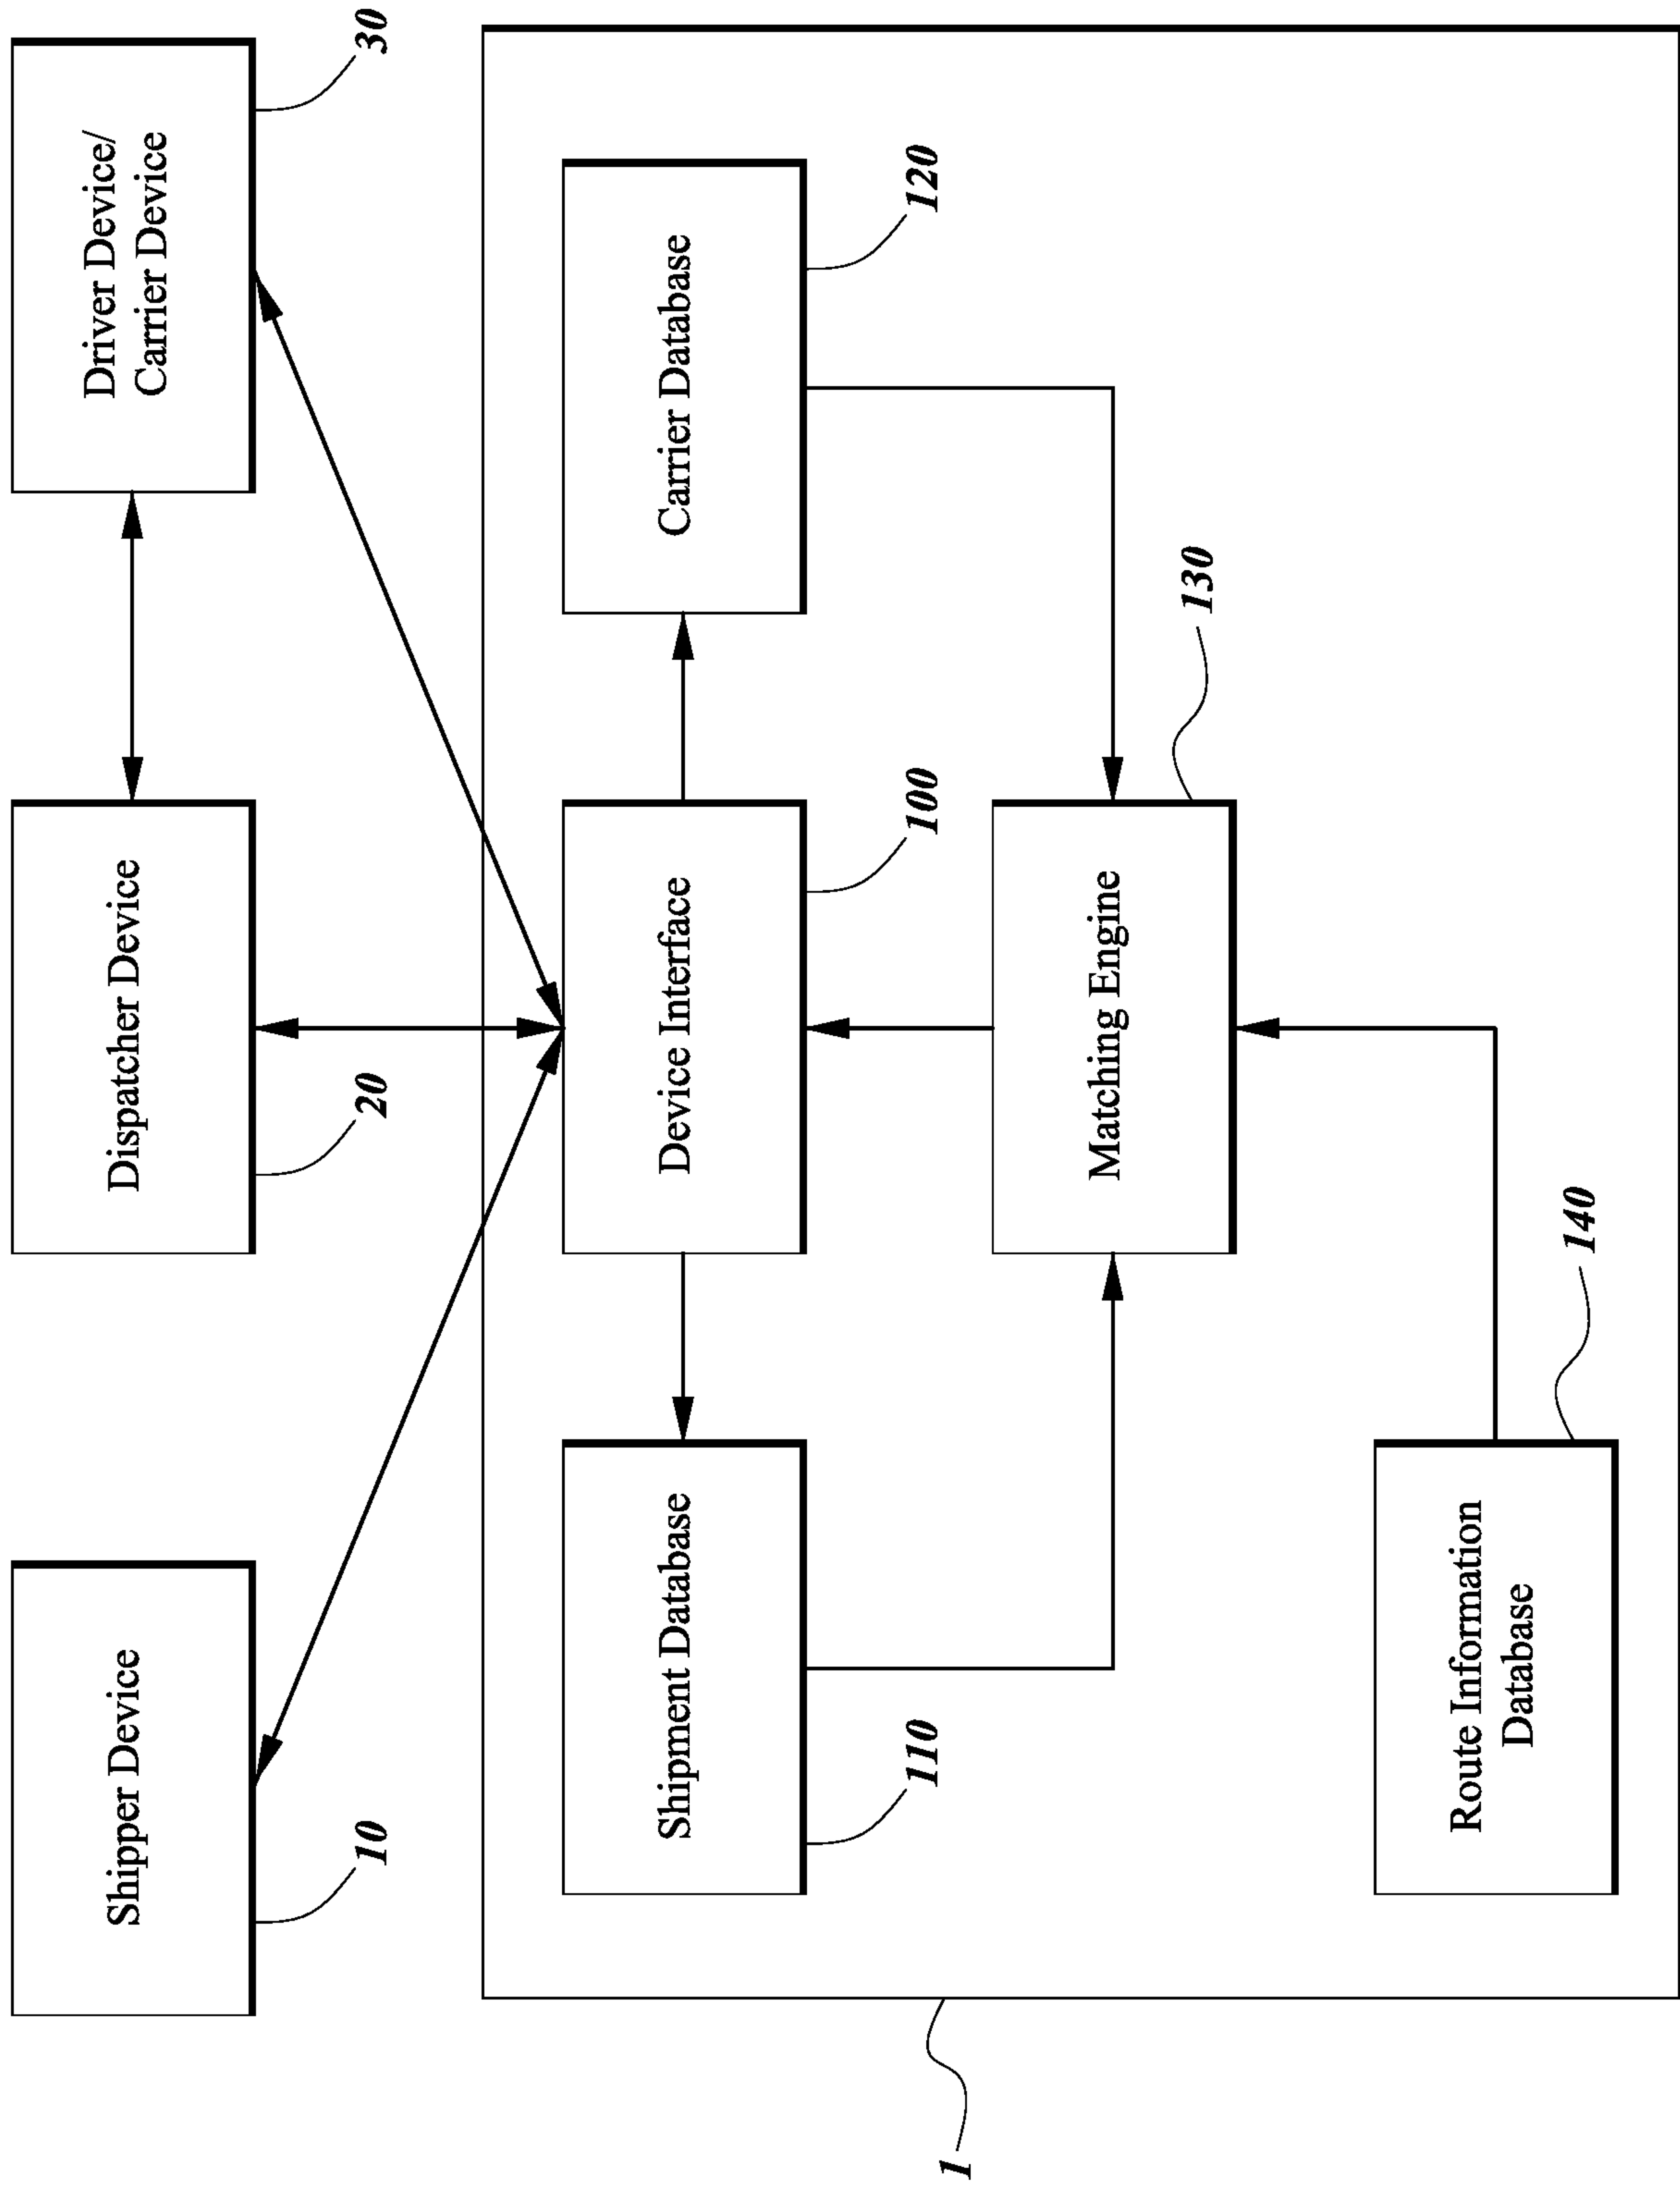 Shipper Device
10
Dispatcher Device
20
Driver Device/
Carrier Device
30
1
Shipment Database
110
Device Interface
100
Carrier Database
120
Matching Engine
130
Route Information
Database
140